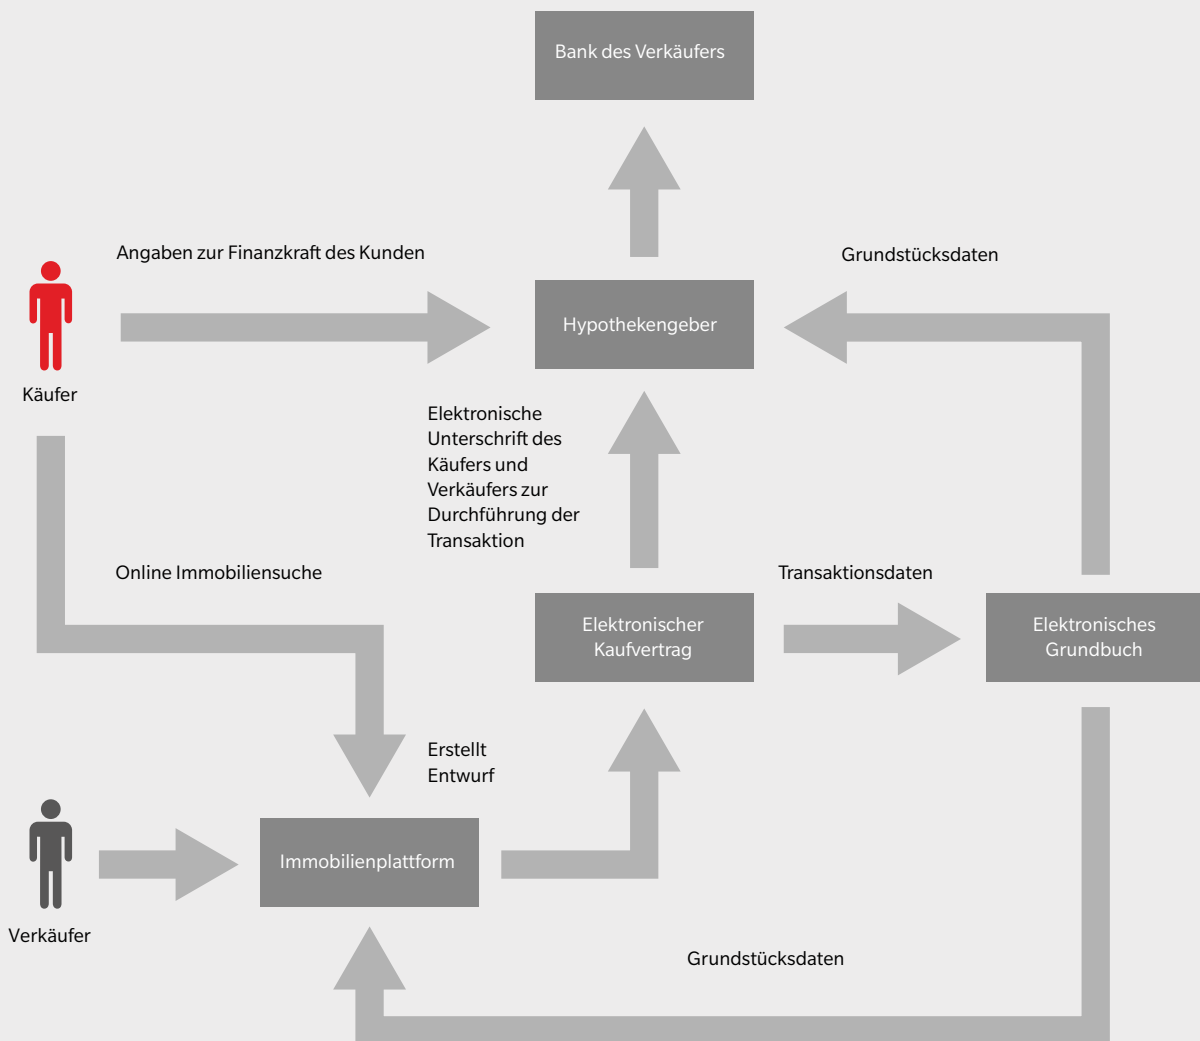 Bank des Verkäufers
Angaben zur Finanzkraft des Kunden
Grundstücksdaten
Hypothekengeber
Käufer
Elektronische
Unterschrift des
Käufers und
Verkäufers zur
Durchführung der
Transaktion
Online Immobiliensuche
Transaktionsdaten
Elektronischer
Kaufvertrag
Elektronisches
Grundbuch
Erstellt
Entwurf
Immobilienplattform
Verkäufer
Grundstücksdaten